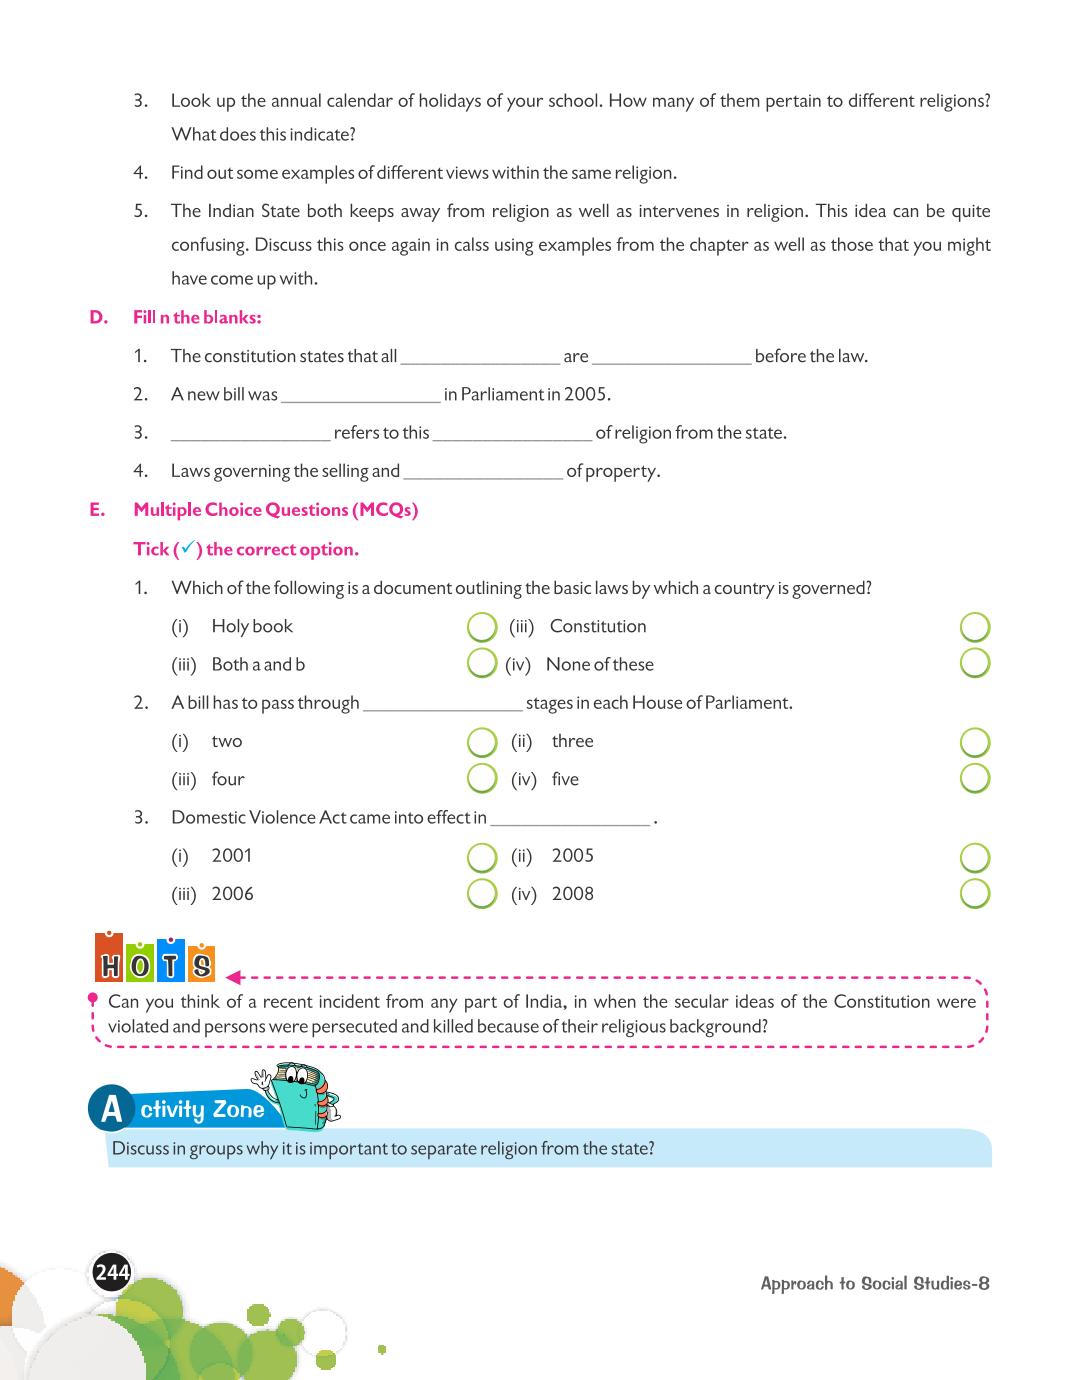 3. Look up the annual calendar of holidays of your school. How many of them pertain to different religions?
What does this indicate?
4. Find out some examples of different views within the same religion.
5. The Indian State both keeps away from religion as well as intervenes in religion. This idea can be quite
confusing. Discuss this once again in calss using examples from the chapter as well as those that you might
have come up with.
D. Fill n the blanks:
1. The constitution states that all ________________ are ________________ before the law.
2. A new bill was ________________ in Parliament in 2005.
3. ________________ refers to this ________________ of religion from the state.
4. Laws governing the selling and ________________ of property.
E. Multiple Choice Questions (MCQs)
Tick (✓) the correct option.
1. Which of the following is a document outlining the basic laws by which a country is governed?
(i) Holy book (iii) Constitution
(iii) Both a and b (iv) None of these
2. A bill has to pass through ________________ stages in each House of Parliament.
(i) two (ii) three
(iii) four (iv) five
3. Domestic Violence Act came into effect in ________________ .
(i) 2001 (ii) 2005
(iii) 2006 (iv) 2008
HOTS
Can you think of a recent incident from any part of India, in when the secular ideas of the Constitution were
violated and persons were persecuted and killed because of their religious background?
Activity Zone
Discuss in groups why it is important to separate religion from the state?
244
Approach to Social Studies-8